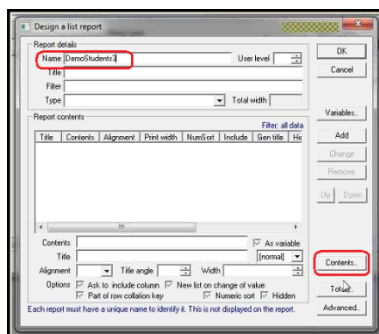 Design a list report
Report details
Name DemoStudents3 User level
Title
Filter
Type Total width
Report contents
Filter: all data
Title Contents Alignment Print width NumSort Include Gen title Hic
Contents As variable
Title [normal]
Alignment Title angle Width
Options Ask to include column New list on change of value
Part of row collation key Numeric sort Hidden
Each report must have a unique name to identify it. This is not displayed on the report.
OK
Cancel
Variables..
Add
Change
Remove
Up Down
Contents..
Advanced..